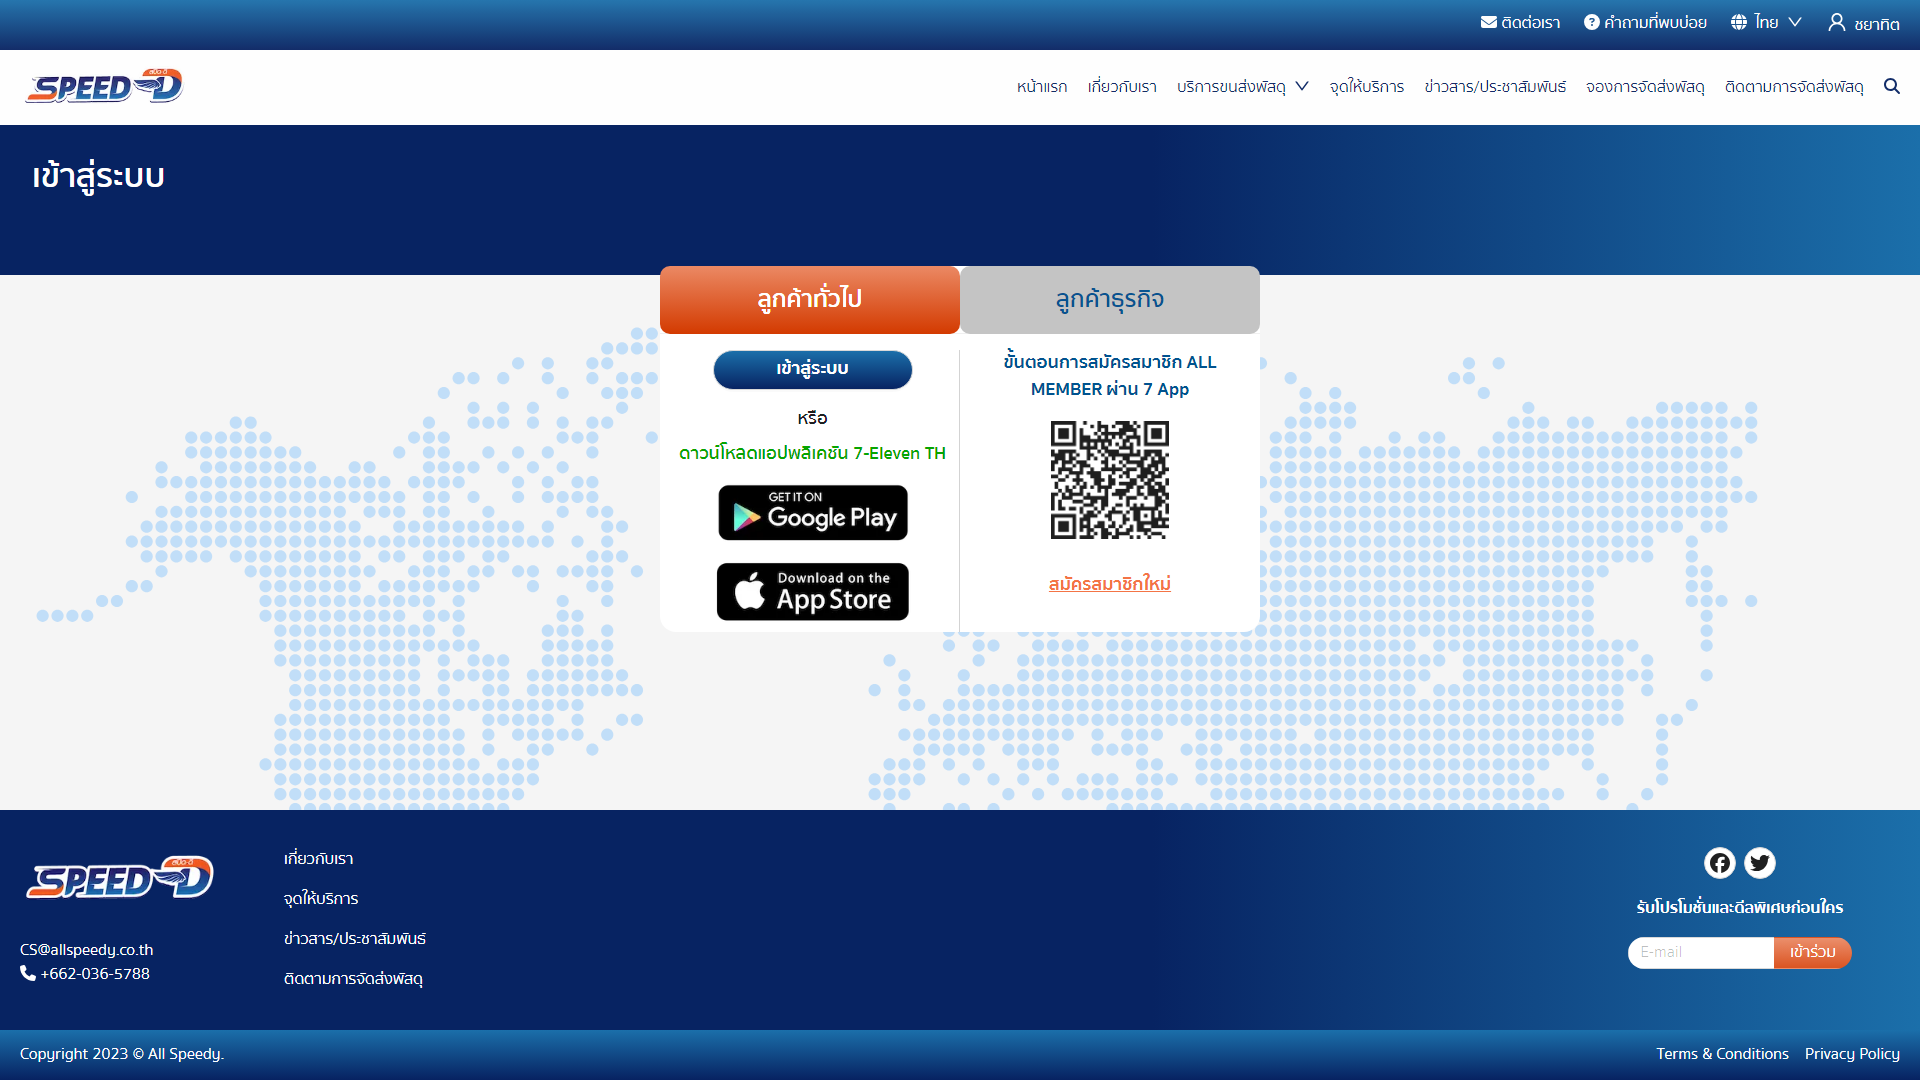 ติดต่อเรา คำถามที่พบบ่อย ไทย ชยาทิต
สปีด-ดี
SPEED-D
หน้าแรก เกี่ยวกับเรา บริการขนส่งพัสดุ จุดให้บริการ ข่าวสาร/ประชาสัมพันธ์ จองการจัดส่งพัสดุ ติดตามการจัดส่งพัสดุ
เข้าสู่ระบบ
ลูกค้าทั่วไป ลูกค้าธุรกิจ
เข้าสู่ระบบ
หรือ
ดาวน์โหลดแอปพลิเคชัน 7-Eleven TH
GET IT ON
Google Play
Download on the
App Store
ขั้นตอนการสมัครสมาชิก ALL
MEMBER ผ่าน 7 App
สมัครสมาชิกใหม่
สปีด-ดี
SPEED-D
CS@allspeedy.co.th
+662-036-5788
เกี่ยวกับเรา
จุดให้บริการ
ข่าวสาร/ประชาสัมพันธ์
ติดตามการจัดส่งพัสดุ
รับโปรโมชั่นและดีลพิเศษก่อนใคร
E-mail เข้าร่วม
Copyright 2023 © All Speedy.
Terms & Conditions Privacy Policy